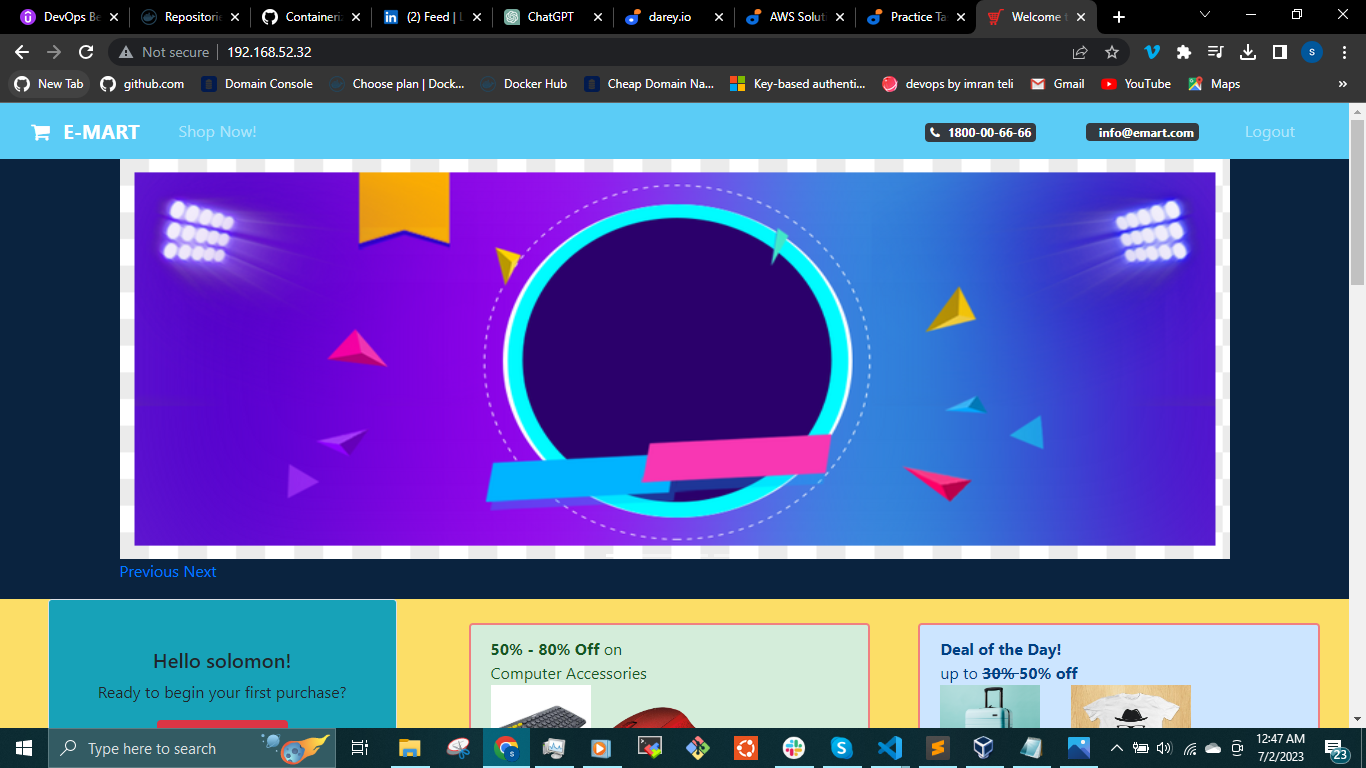 DevOps Be
Repositorie
Containeri
(2) Feed | L
ChatGPT
darey.io
AWS Solut
Practice Ta
Welcome t
Not secure
192.168.52.32
S
New Tab
github.com
Domain Console
Choose plan | Dock...
Docker Hub
Cheap Domain Na...
Key-based authenti...
devops by imran teli
Gmail
YouTube
Maps
»
E-MART
Shop Now!
1800-00-66-66
info@emart.com
Logout
Previous Next
Hello solomon!
Ready to begin your first purchase?
50% - 80% Off on
Computer Accessories
Deal of the Day!
up to 30% 50% off
Type here to search
12:47 AM
7/2/2023
23